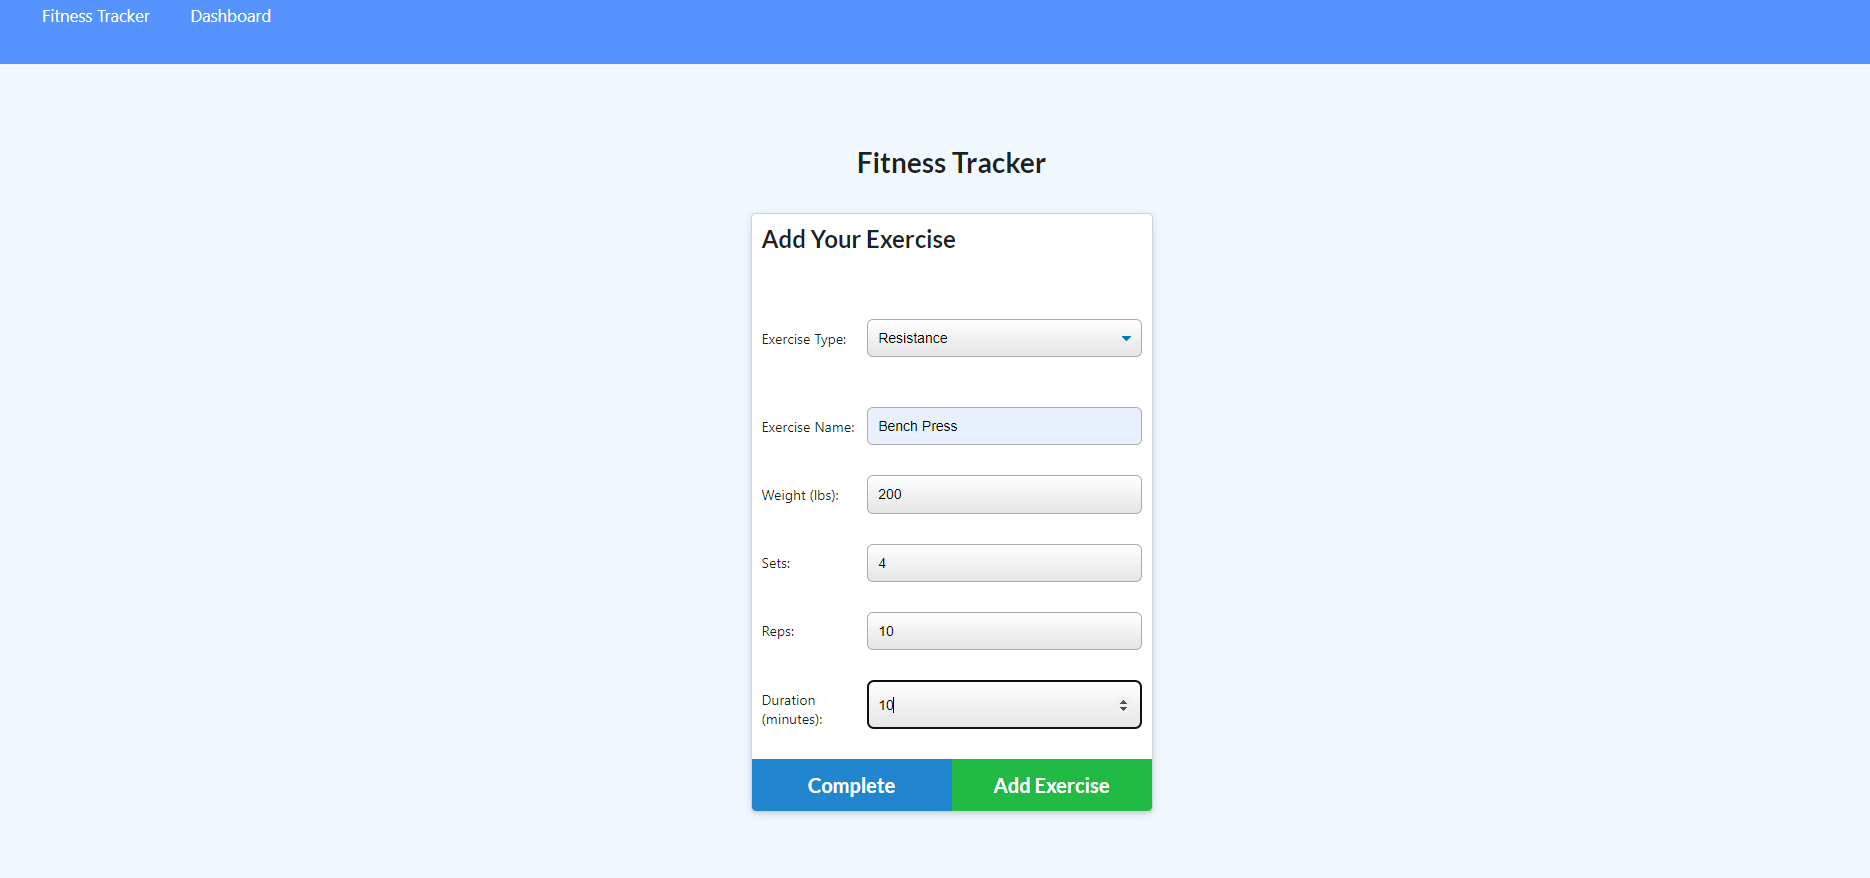 Fitness Tracker Dashboard
Fitness Tracker
Add Your Exercise
Exercise Type: Resistance
Exercise Name: Bench Press
Weight (lbs): 200
Sets: 4
Reps: 10
Duration
(minutes): 10
Complete Add Exercise